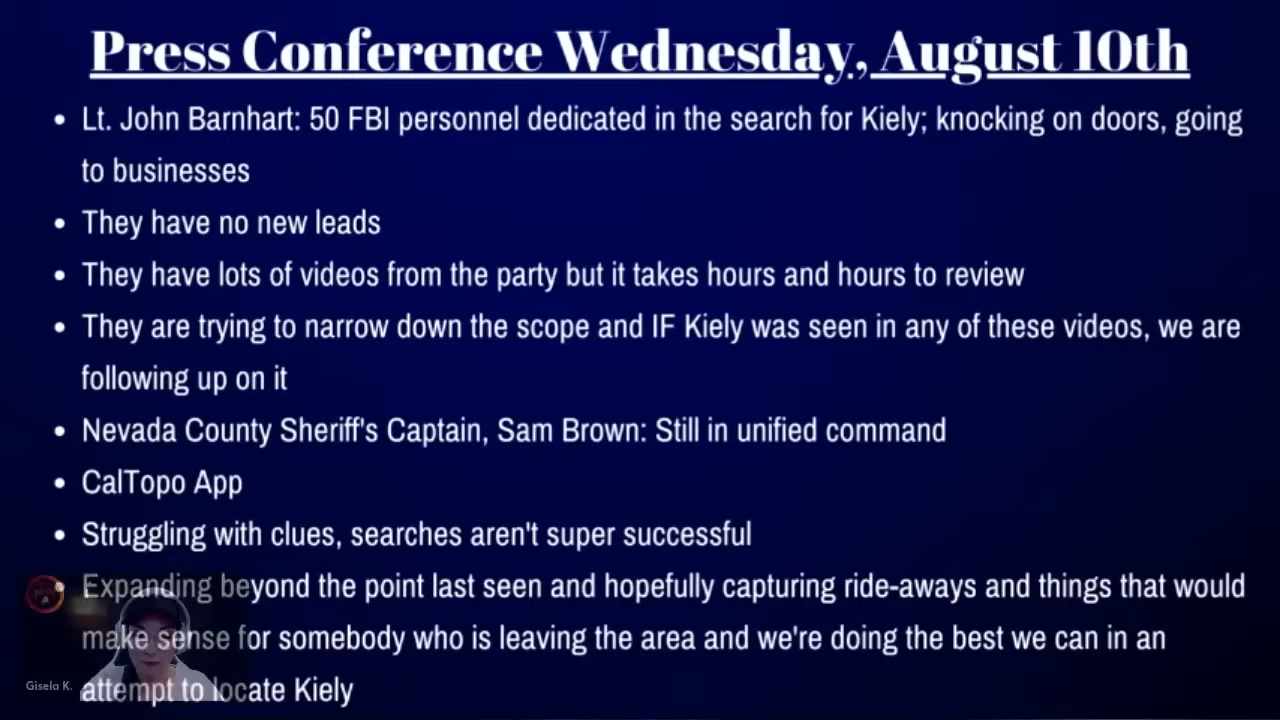 Press Conference Wednesday, August 10th
• Lt. John Barnhart: 50 FBI personnel dedicated in the search for Kiely; knocking on doors, going
to businesses
• They have no new leads
• They have lots of videos from the party but it takes hours and hours to review
• They are trying to narrow down the scope and IF Kiely was seen in any of these videos, we are
following up on it
• Nevada County Sheriff's Captain, Sam Brown: Still in unified command
• CalTopo App
• Struggling with clues, searches aren't super successful
• Expanding beyond the point last seen and hopefully capturing ride-aways and things that would
make sense for somebody who is leaving the area and we're doing the best we can in an
Gisela K.
attempt to locate Kiely